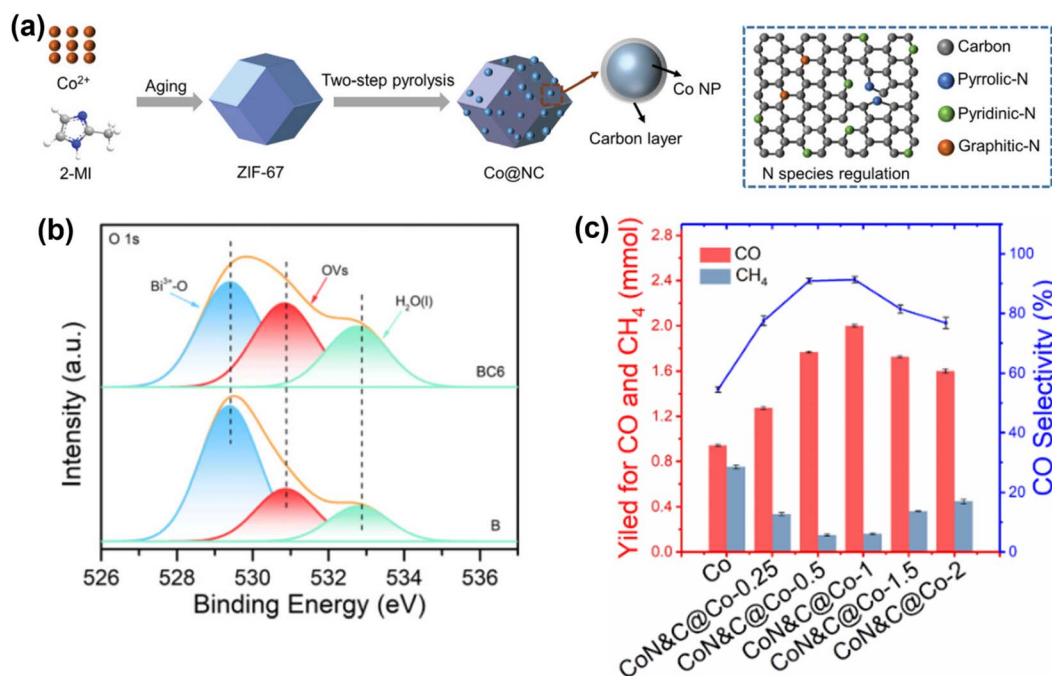 (a)
Co2+
2-MI
Aging
ZIF-67
Two-step pyrolysis
Co@NC
Co NP
Carbon layer
Carbon
Pyrrolic-N
Pyridinic-N
Graphitic-N
N species regulation
(b)
O 1s
Bi3+-O
OVs
H2O(l)
BC6
B
Intensity (a.u.)
526 528 530 532 534 536
Binding Energy (eV)
(c)
Yiled for CO and CH4 (mmol)
2.8
2.4
2.0
1.6
1.2
0.8
0.4
0.0
CO
CH4
100
80
60
40
20
0
CO Selectivity (%)
Co
CoN&C@Co-0.25
CoN&C@Co-0.5
CoN&C@Co-1
CoN&C@Co-1.5
CoN&C@Co-2